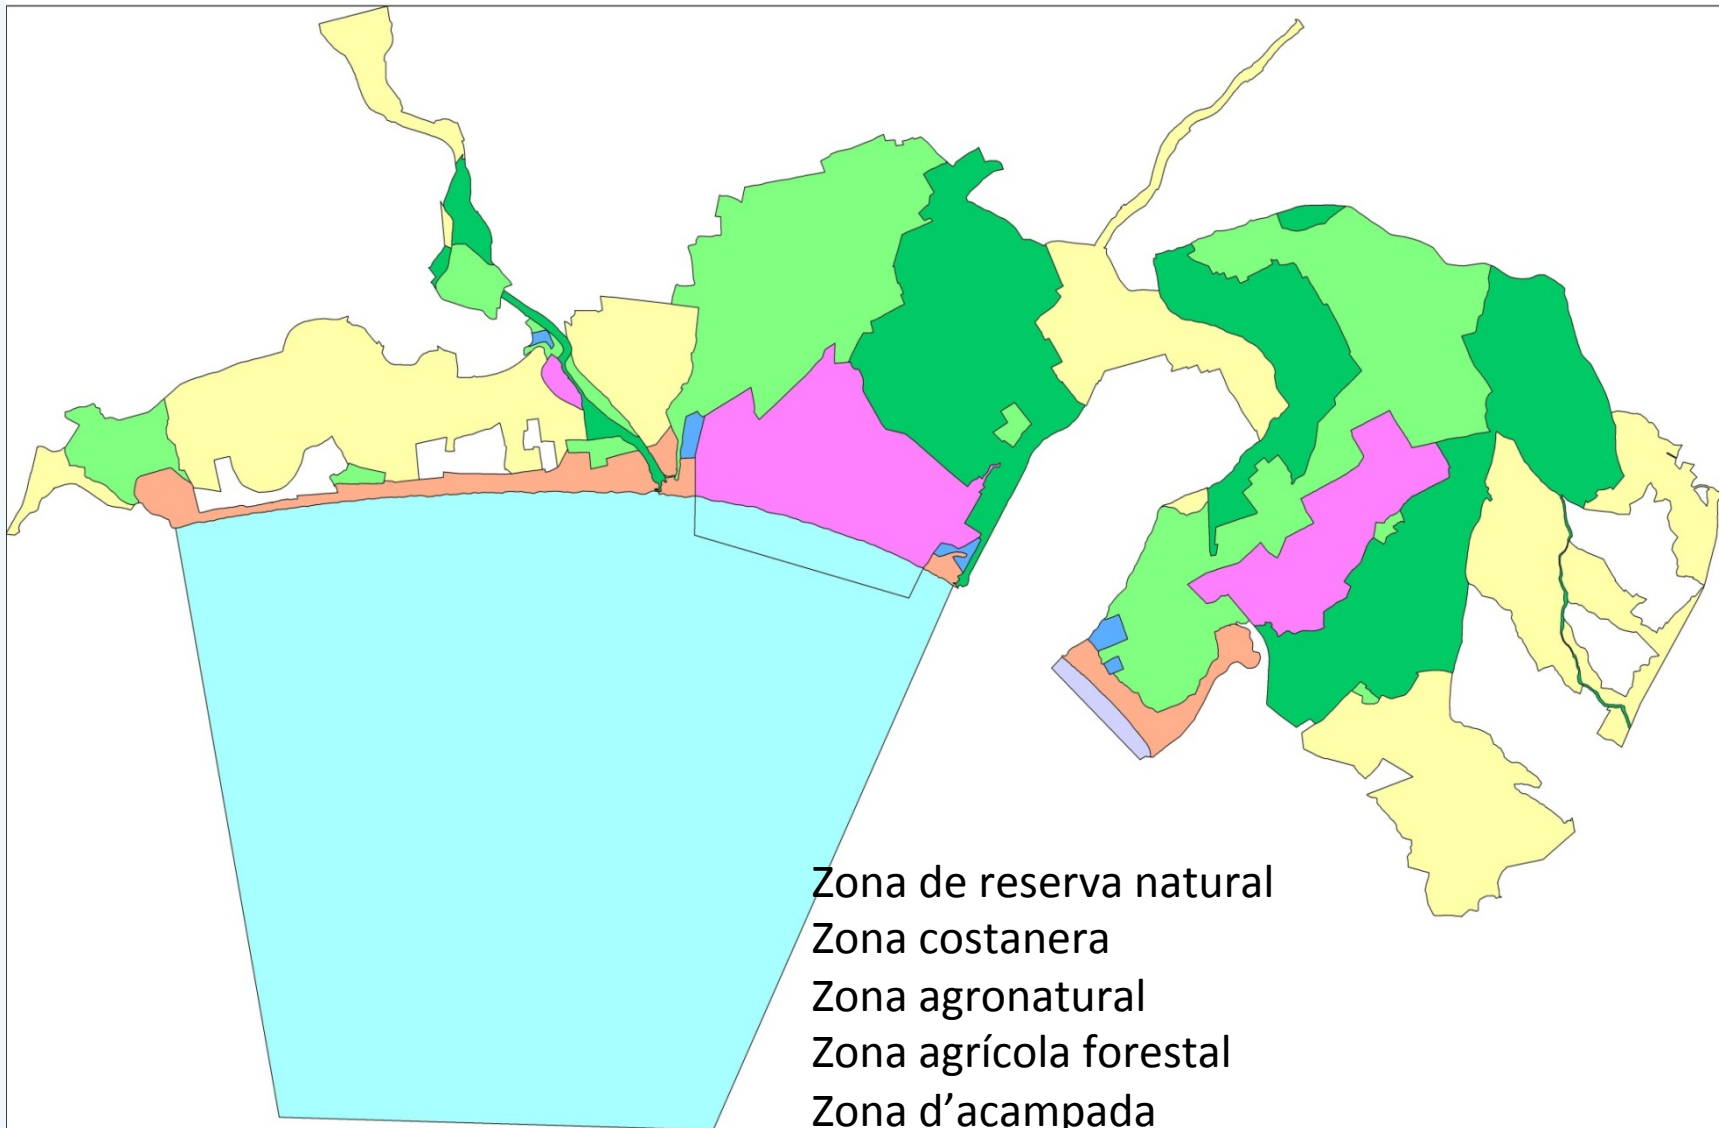 Zona de reserva natural
Zona costanera
Zona agronatural
Zona agrícola forestal
Zona d’acampada